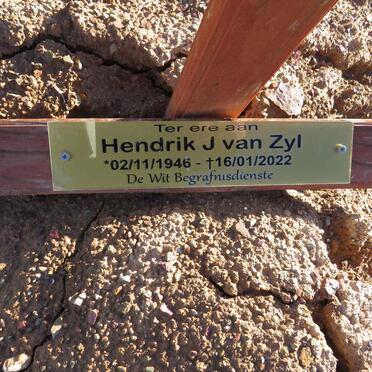 Ter ere aan
Hendrik J van Zyl
*02/11/1946 - †16/01/2022
De Wit Begrafnisdienste